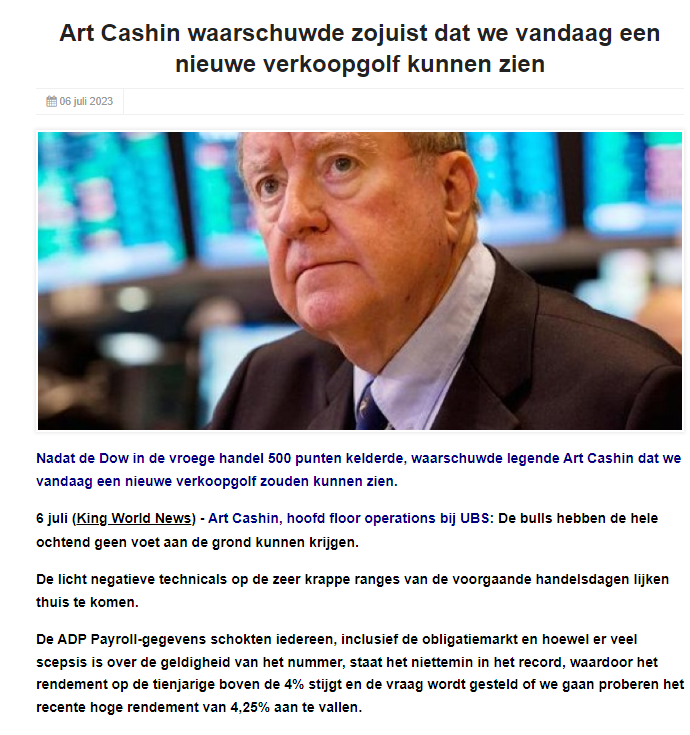 Art Cashin waarschuwde zojuist dat we vandaag een
nieuwe verkoopgolf kunnen zien
06 juli 2023
Nadat de Dow in de vroege handel 500 punten kelderde, waarschuwde legende Art Cashin dat we
vandaag een nieuwe verkoopgolf zouden kunnen zien.
6 juli (King World News) - Art Cashin, hoofd floor operations bij UBS: De bulls hebben de hele
ochtend geen voet aan de grond kunnen krijgen.
De licht negatieve technicals op de zeer krappe ranges van de voorgaande handelsdagen lijken
thuis te komen.
De ADP Payroll-gegevens schokten iedereen, inclusief de obligatiemarkt en hoewel er veel
scepsis is over de geldigheid van het nummer, staat het niettemin in het record, waardoor het
rendement op de tienjarige boven de 4% stijgt en de vraag wordt gesteld of we gaan proberen het
recente hoge rendement van 4,25% aan te vallen.